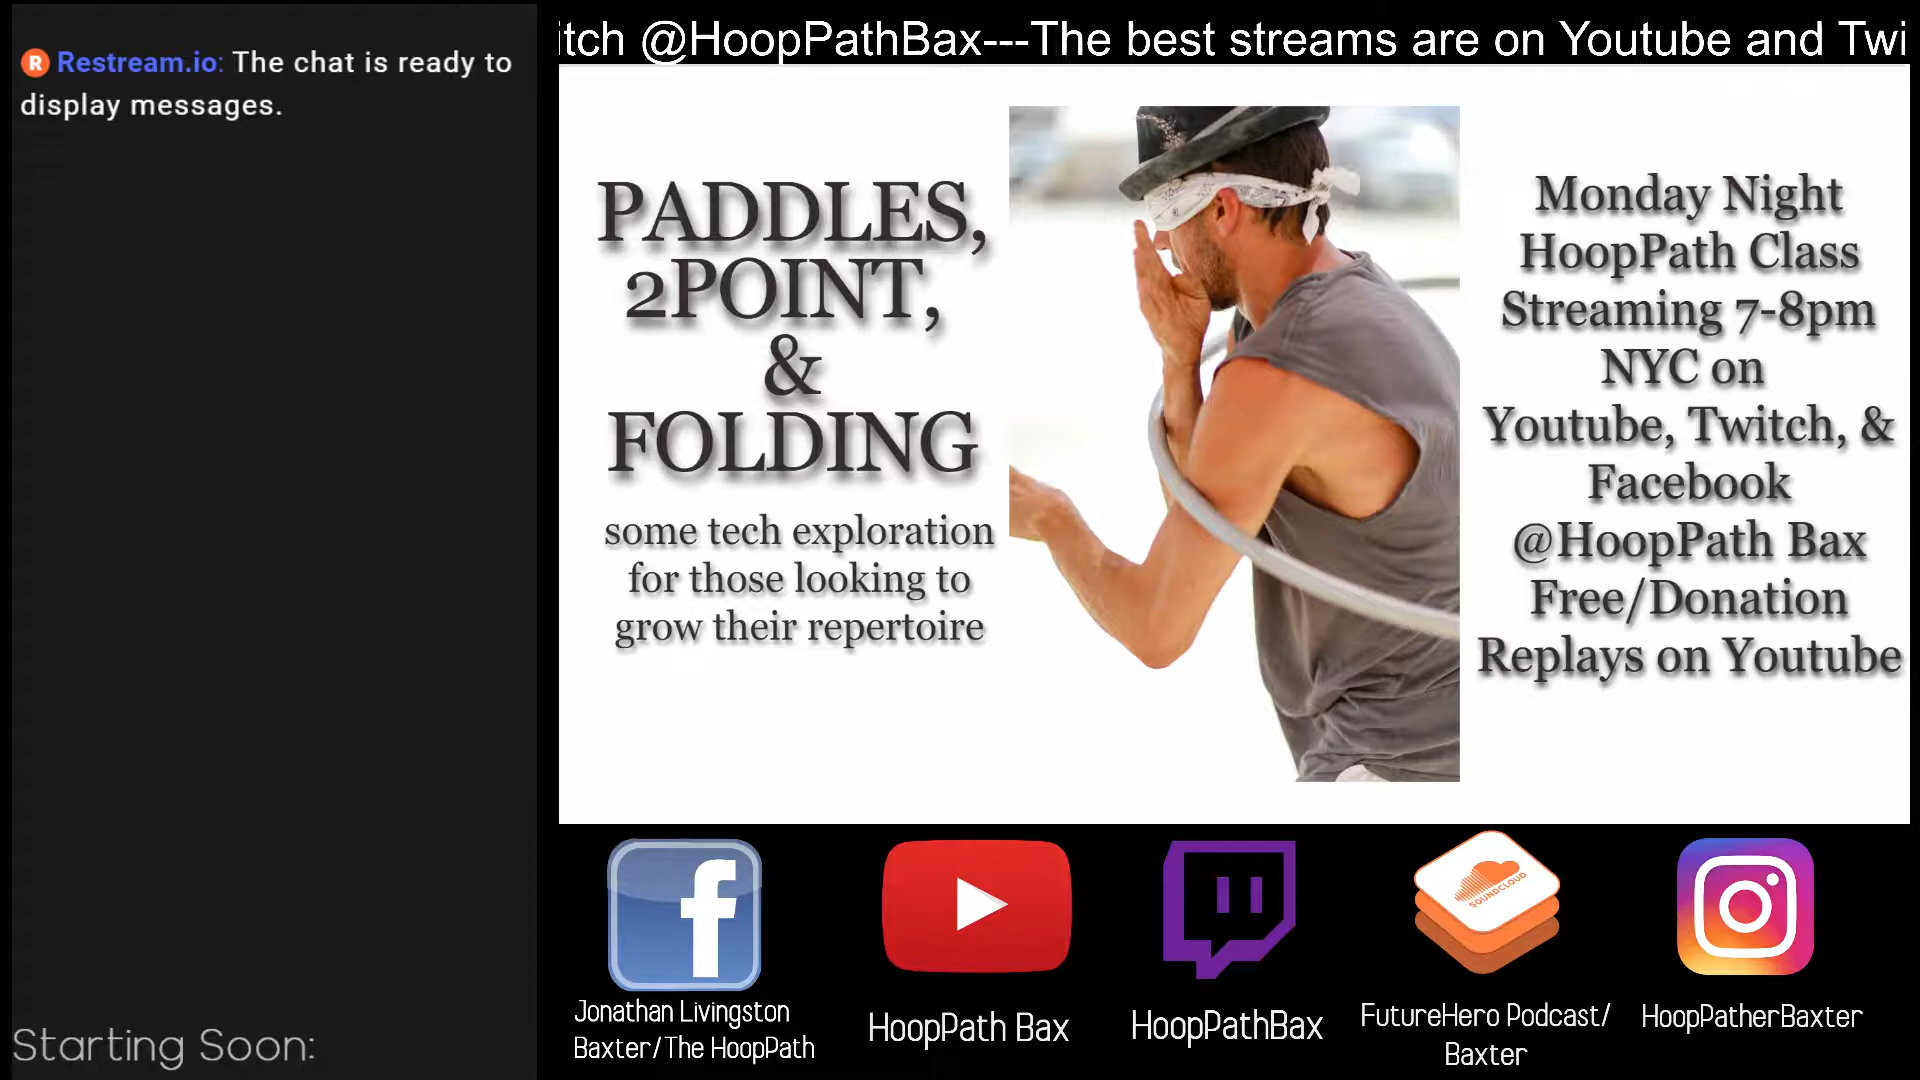 Restream.io: The chat is ready to
display messages.
itch @HoopPathBax---The best streams are on Youtube and Twi
PADDLES,
2POINT,
&
FOLDING
some tech exploration
for those looking to
grow their repertoire
Monday Night
HoopPath Class
Streaming 7-8pm
NYC on
Youtube, Twitch, &
Facebook
@HoopPath Bax
Free/Donation
Replays on Youtube
SOUNDCLOUD
Jonathan Livingston
Baxter/The HoopPath
HoopPath Bax
HoopPathBax
FutureHero Podcast/
Baxter
HoopPatherBaxter
Starting Soon: